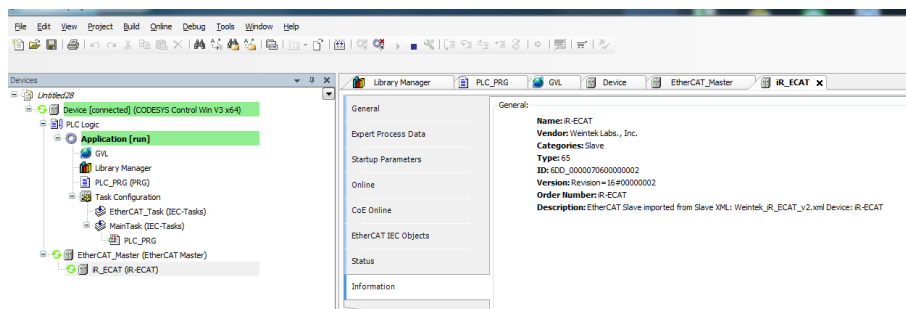 File Edit View Project Build Online Debug Tools Window Help
Devices
Untitled28
Device [connected] (CODESYS Control Win V3 x64)
PLC Logic
Application [run]
GVL
Library Manager
PLC_PRG (PRG)
Task Configuration
EtherCAT_Task (IEC-Tasks)
MainTask (IEC-Tasks)
PLC_PRG
EtherCAT_Master (EtherCAT Master)
iR_ECAT (iR-ECAT)
Library Manager PLC_PRG GVL Device EtherCAT_Master iR_ECAT
General
Expert Process Data
Startup Parameters
Online
CoE Online
EtherCAT IEC Objects
Status
Information
General:
Name: iR-ECAT
Vendor: Weintek Labs., Inc.
Categories: Slave
Type: 65
ID: 6DD_0000070600000002
Version: Revision=16#00000002
Order Number: iR-ECAT
Description: EtherCAT Slave imported from Slave XML: Weintek_iR_ECAT_v2.xml Device: iR-ECAT